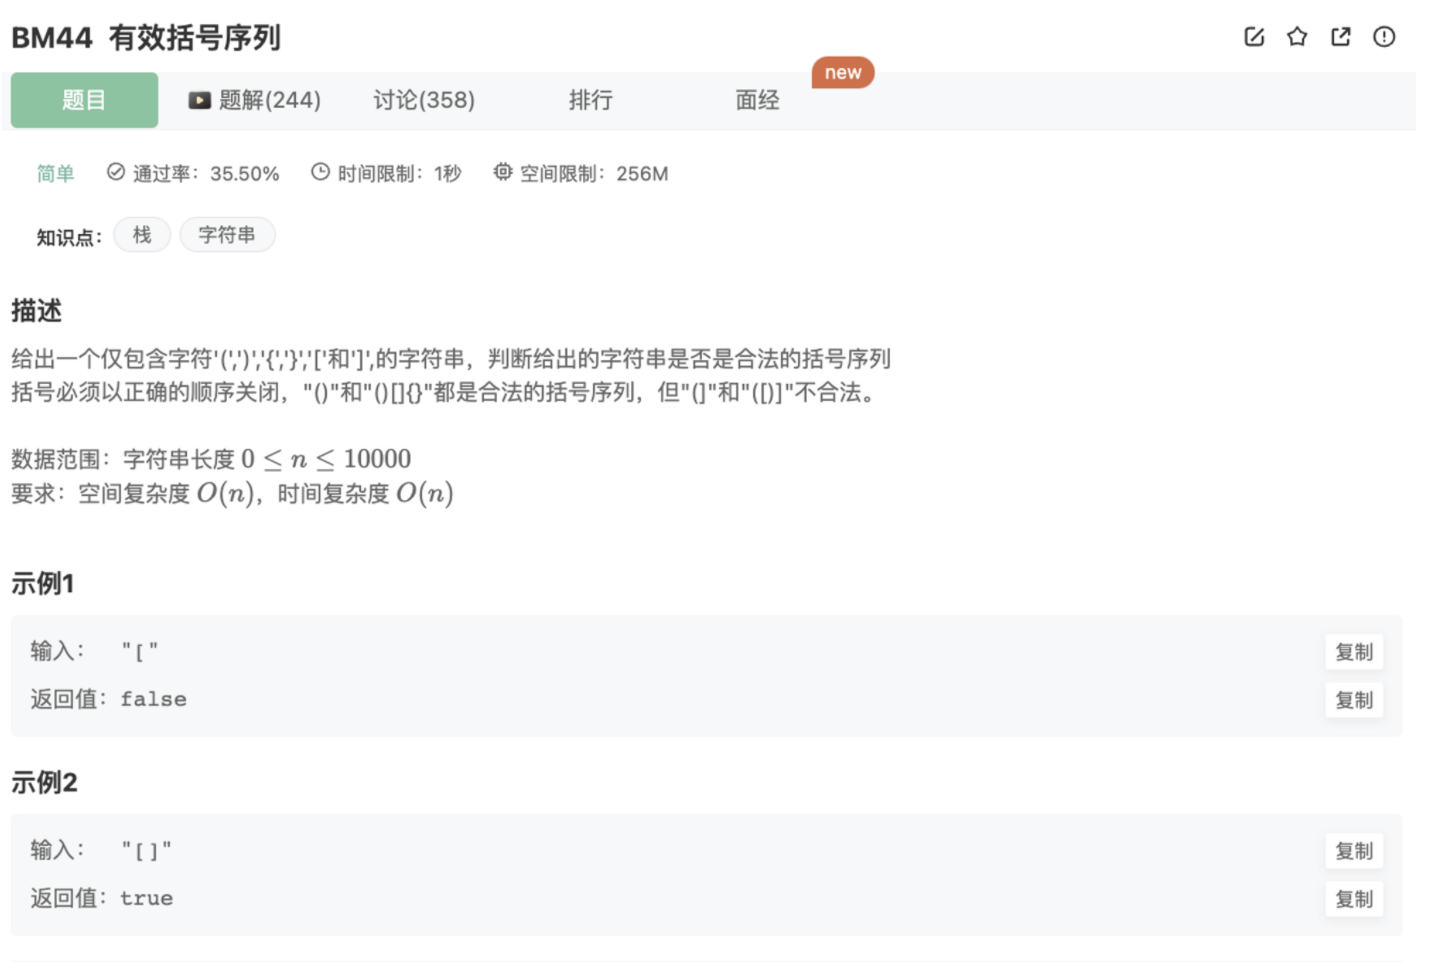 BM44 有效括号序列
题目 题解(244) 讨论(358) 排行 面经 new
简单 通过率：35.50% 时间限制：1秒 空间限制：256M
知识点： 栈 字符串
描述
给出一个仅包含字符'(',')','{','}','['和']',的字符串，判断给出的字符串是否是合法的括号序列
括号必须以正确的顺序关闭，"()"和"()[]{}"都是合法的括号序列，但"(]"和"([)]"不合法。
数据范围：字符串长度 0 ≤ n ≤ 10000
要求：空间复杂度 O(n)，时间复杂度 O(n)
示例1
输入： "[" 复制
返回值：false 复制
示例2
输入： "[]" 复制
返回值：true 复制